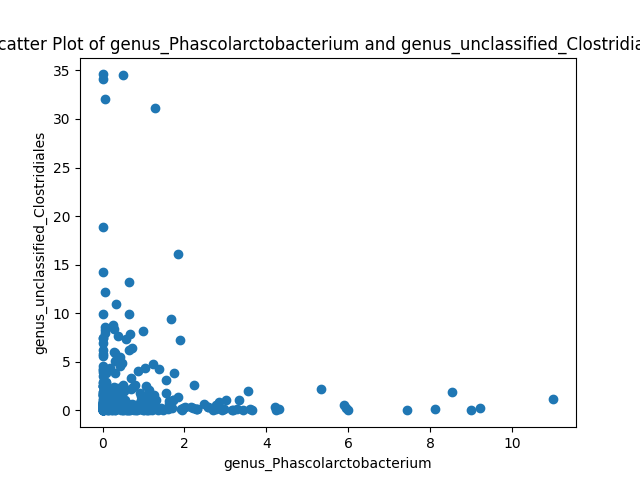 catter Plot of genus_Phascolarctobacterium and genus_unclassified_Clostridia
35
30
25
20
15
10
5
0
genus_unclassified_Clostridiales
0 2 4 6 8 10
genus_Phascolarctobacterium